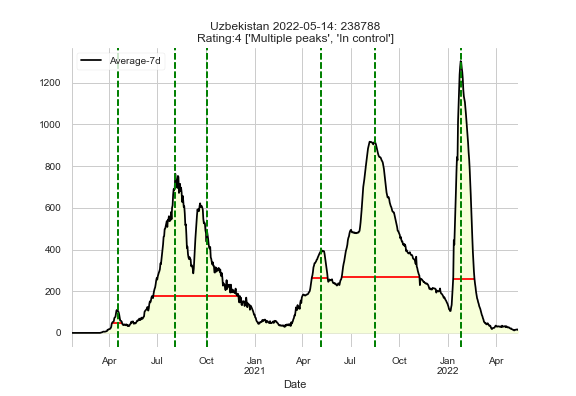 Uzbekistan 2022-05-14: 238788
Rating:4 ['Multiple peaks', 'In control']
Average-7d
1200
1000
800
600
400
200
0
Apr Jul Oct Jan Apr Jul Oct Jan Apr
2021 2022
Date